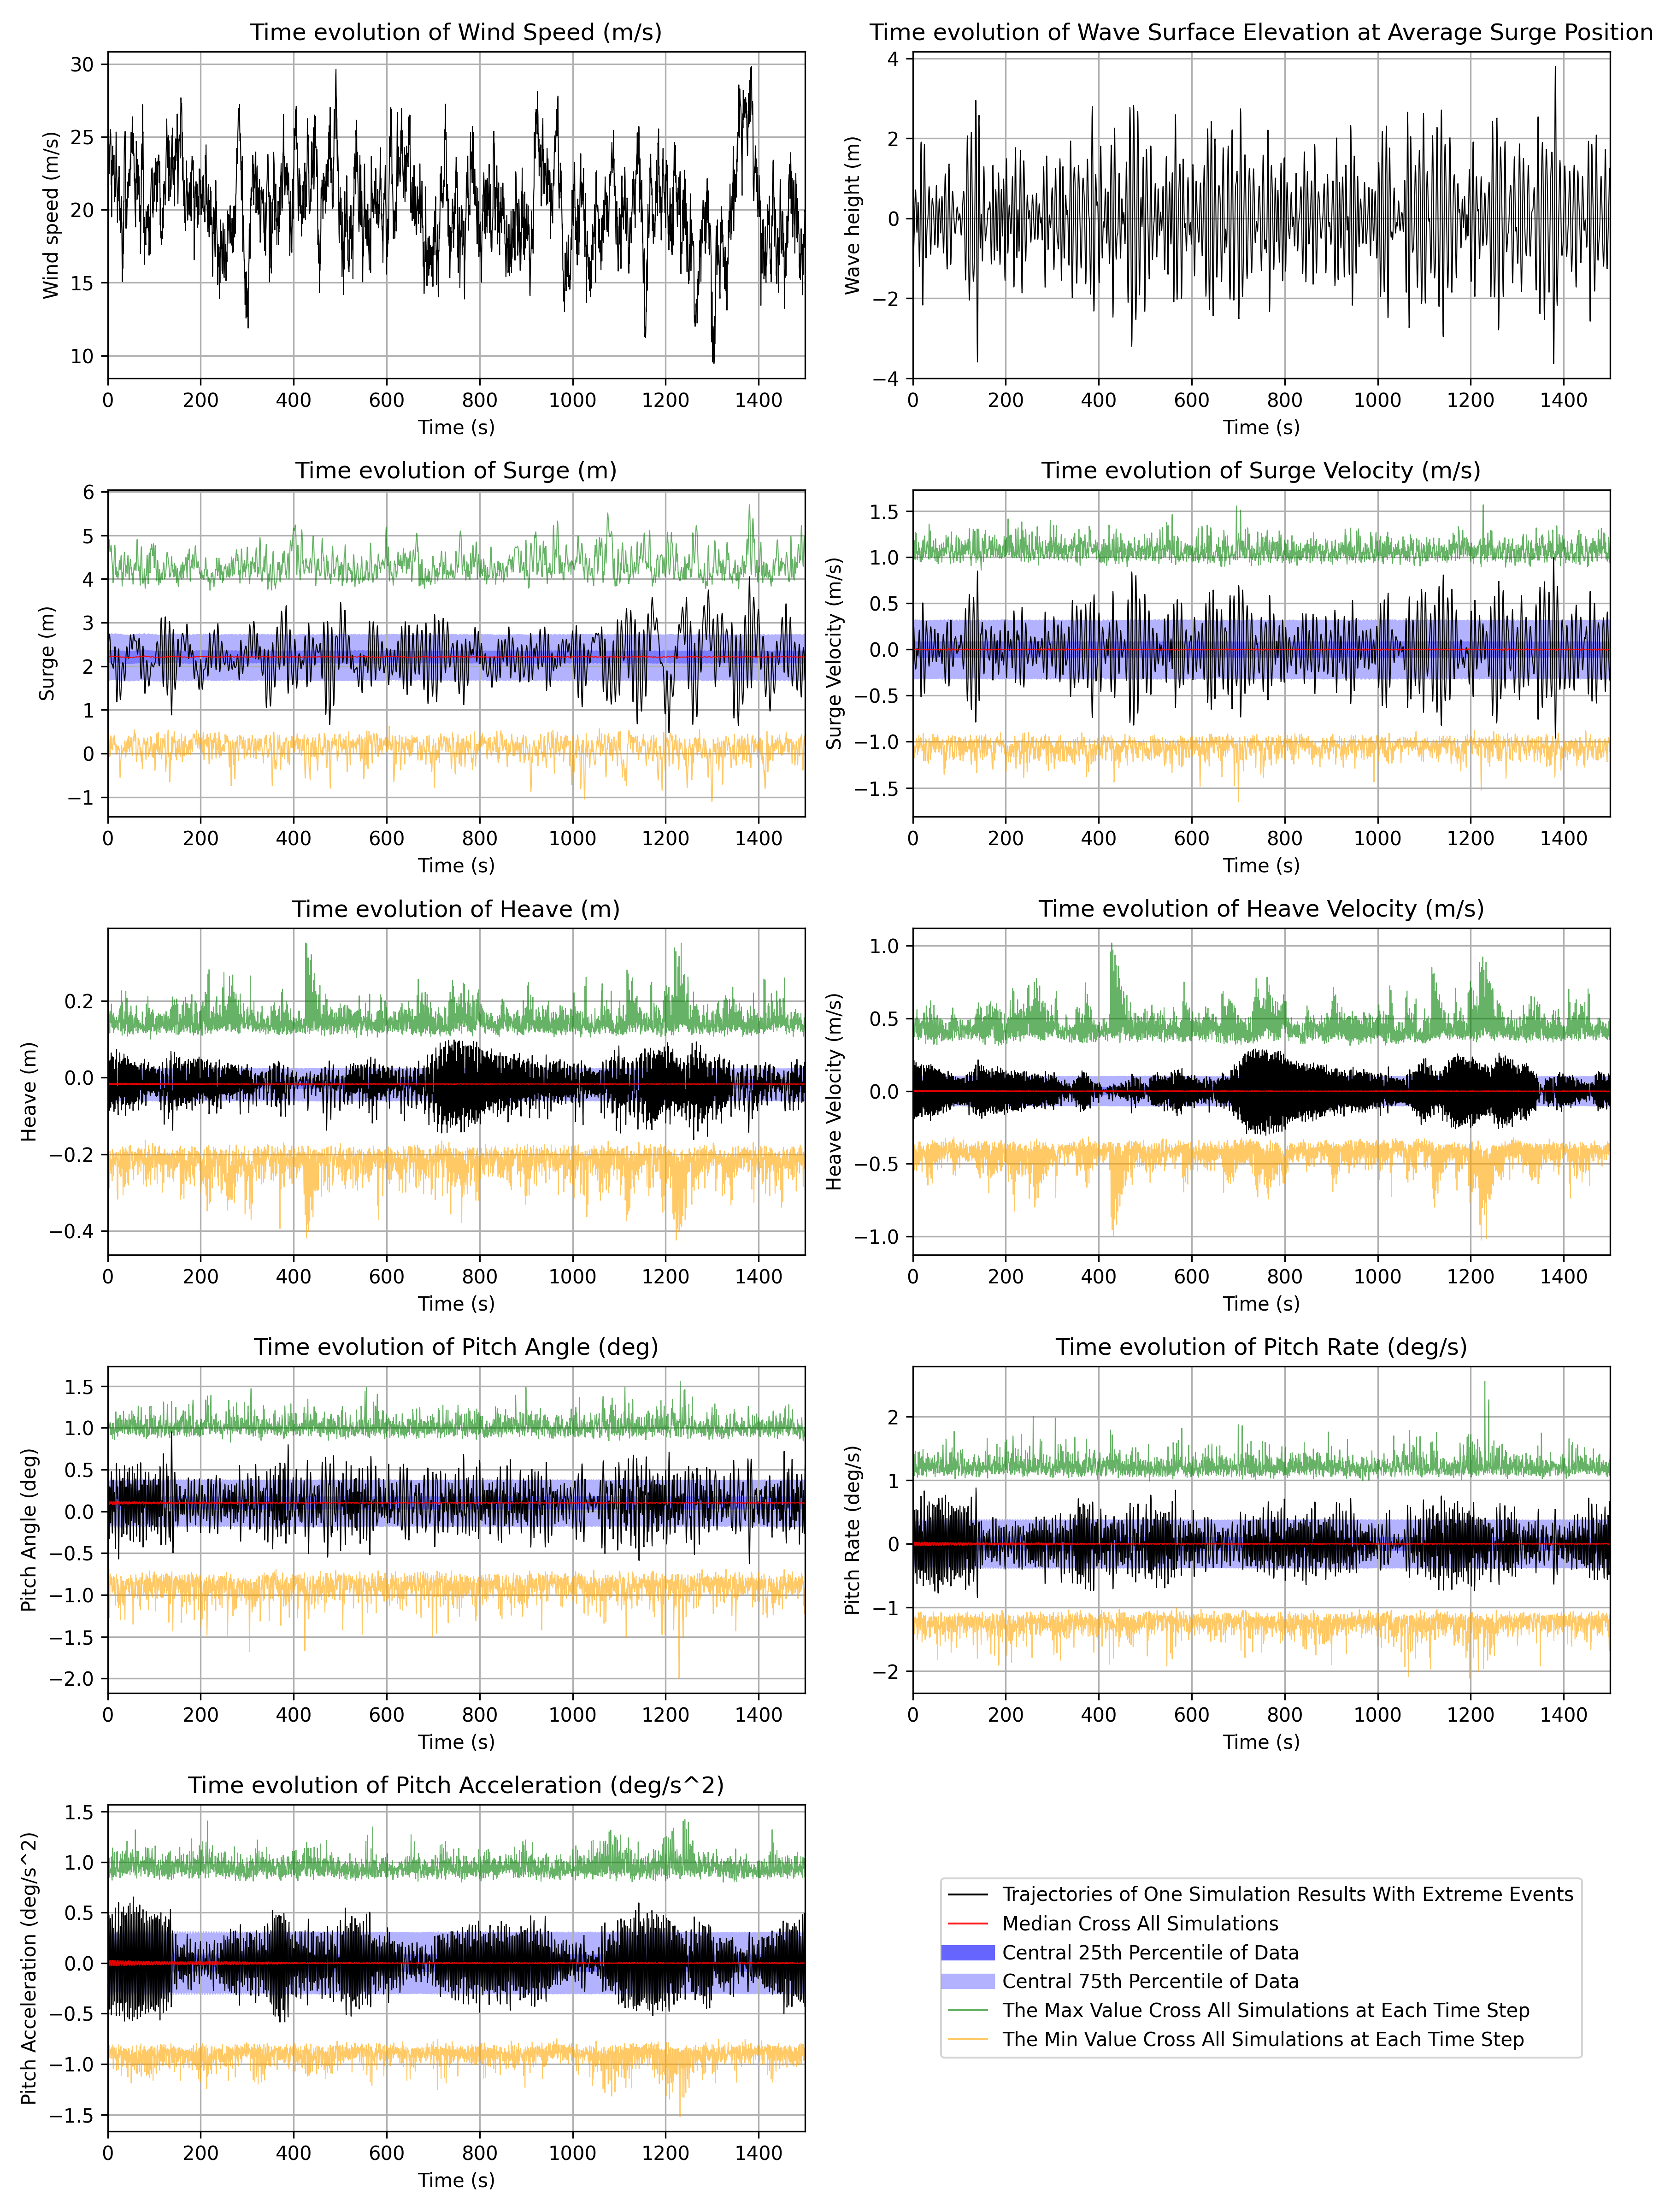 Time evolution of Wind Speed (m/s)
30
25
20
15
10
Wind speed (m/s)
0 200 400 600 800 1000 1200 1400
Time (s)
Time evolution of Wave Surface Elevation at Average Surge Position
4
2
0
−2
−4
Wave height (m)
0 200 400 600 800 1000 1200 1400
Time (s)
Time evolution of Surge (m)
6
5
4
3
2
1
0
−1
Surge (m)
0 200 400 600 800 1000 1200 1400
Time (s)
Time evolution of Surge Velocity (m/s)
1.5
1.0
0.5
0.0
−0.5
−1.0
−1.5
Surge Velocity (m/s)
0 200 400 600 800 1000 1200 1400
Time (s)
Time evolution of Heave (m)
0.2
0.0
−0.2
−0.4
Heave (m)
0 200 400 600 800 1000 1200 1400
Time (s)
Time evolution of Heave Velocity (m/s)
1.0
0.5
0.0
−0.5
−1.0
Heave Velocity (m/s)
0 200 400 600 800 1000 1200 1400
Time (s)
Time evolution of Pitch Angle (deg)
1.5
1.0
0.5
0.0
−0.5
−1.0
−1.5
−2.0
Pitch Angle (deg)
0 200 400 600 800 1000 1200 1400
Time (s)
Time evolution of Pitch Rate (deg/s)
2
1
0
−1
−2
Pitch Rate (deg/s)
0 200 400 600 800 1000 1200 1400
Time (s)
Time evolution of Pitch Acceleration (deg/s^2)
1.5
1.0
0.5
0.0
−0.5
−1.0
−1.5
Pitch Acceleration (deg/s^2)
0 200 400 600 800 1000 1200 1400
Time (s)
Trajectories of One Simulation Results With Extreme Events
Median Cross All Simulations
Central 25th Percentile of Data
Central 75th Percentile of Data
The Max Value Cross All Simulations at Each Time Step
The Min Value Cross All Simulations at Each Time Step